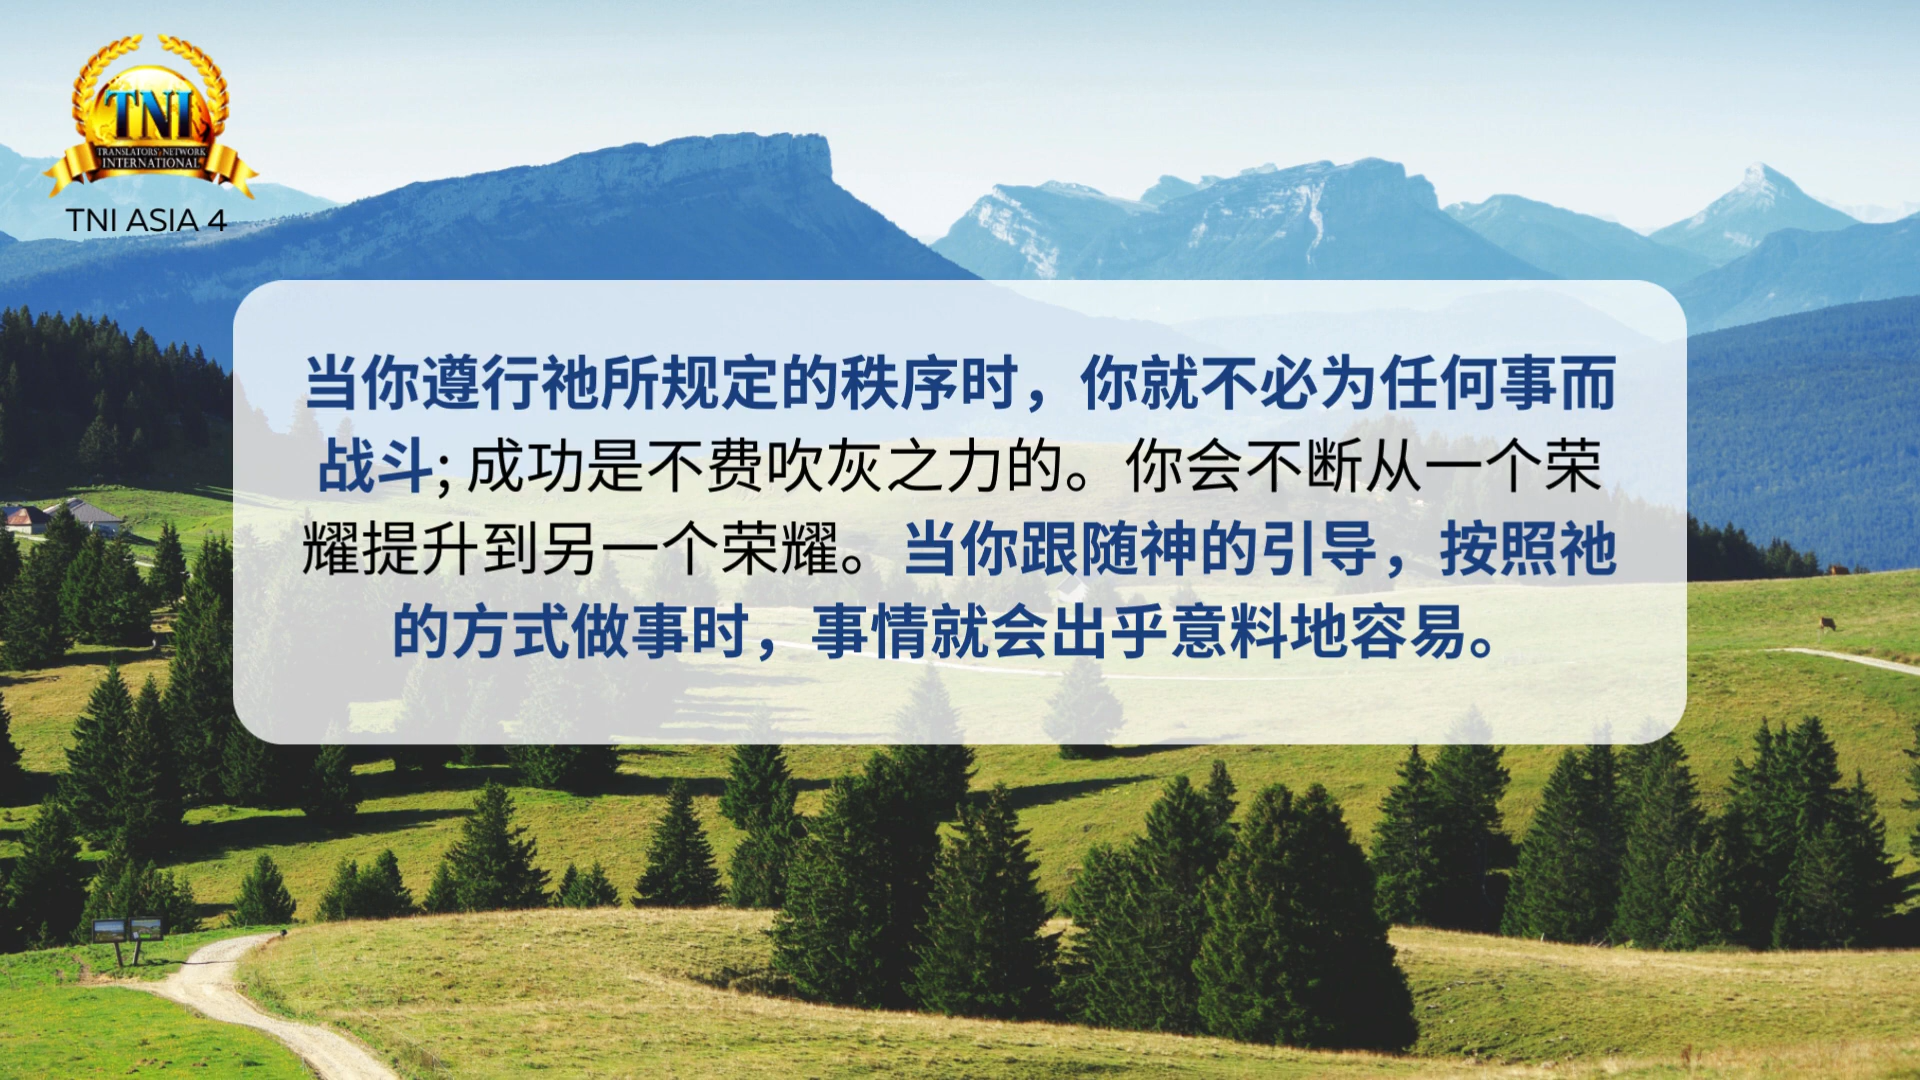 TNI
TRANSLATORS' NETWORK
INTERNATIONAL
TNI ASIA 4
当你遵行祂所规定的秩序时，你就不必为任何事而
战斗; 成功是不费吹灰之力的。你会不断从一个荣
耀提升到另一个荣耀。当你跟随神的引导，按照祂
的方式做事时，事情就会出乎意料地容易。